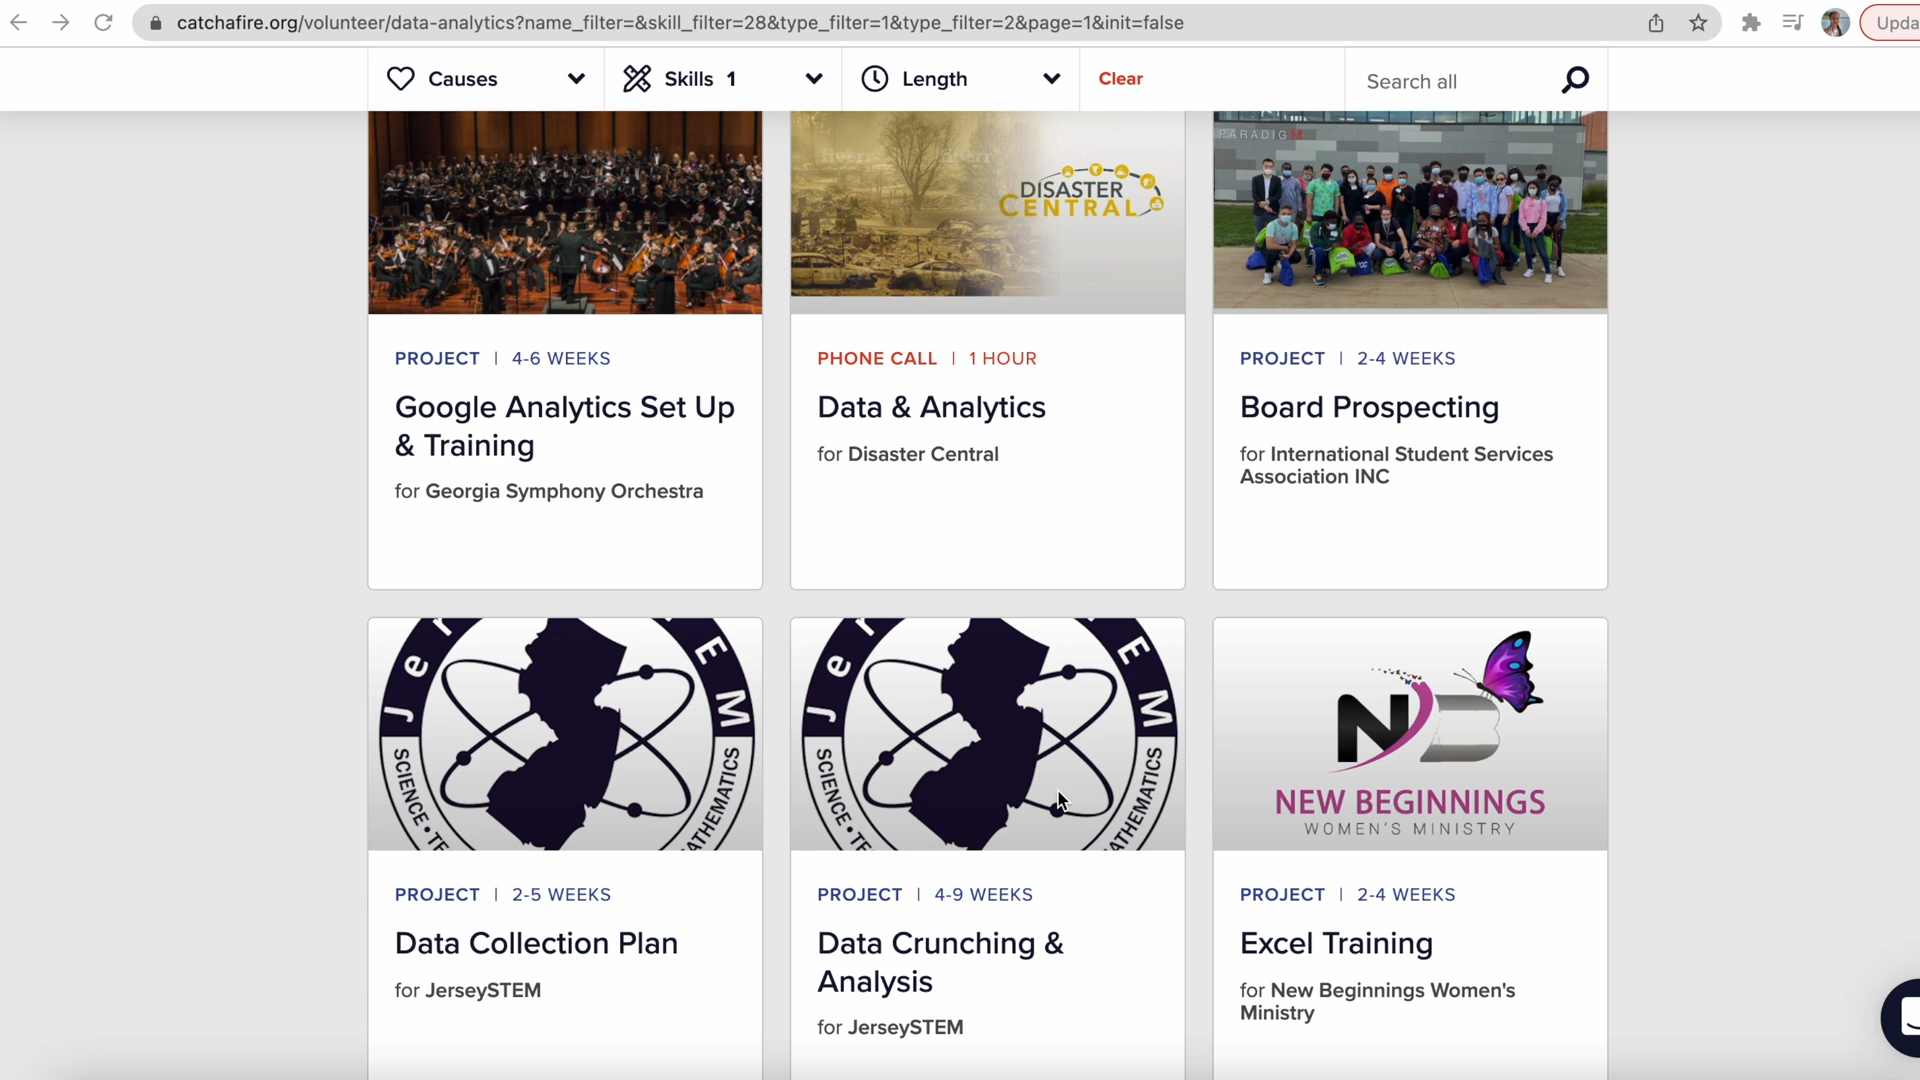 catchafire.org/volunteer/data-analytics?name_filter=&skill_filter=28&type_filter=1&type_filter=2&page=1&init=false
Causes
Skills 1
Length
Clear
Search all
DISASTER
CENTRAL
PARADIGM
PROJECT | 4-6 WEEKS
Google Analytics Set Up
& Training
for Georgia Symphony Orchestra
PHONE CALL | 1 HOUR
Data & Analytics
for Disaster Central
PROJECT | 2-4 WEEKS
Board Prospecting
for International Student Services
Association INC
NB
NEW BEGINNINGS
WOMEN'S MINISTRY
PROJECT | 2-5 WEEKS
Data Collection Plan
for JerseySTEM
PROJECT | 4-9 WEEKS
Data Crunching &
Analysis
for JerseySTEM
PROJECT | 2-4 WEEKS
Excel Training
for New Beginnings Women's
Ministry